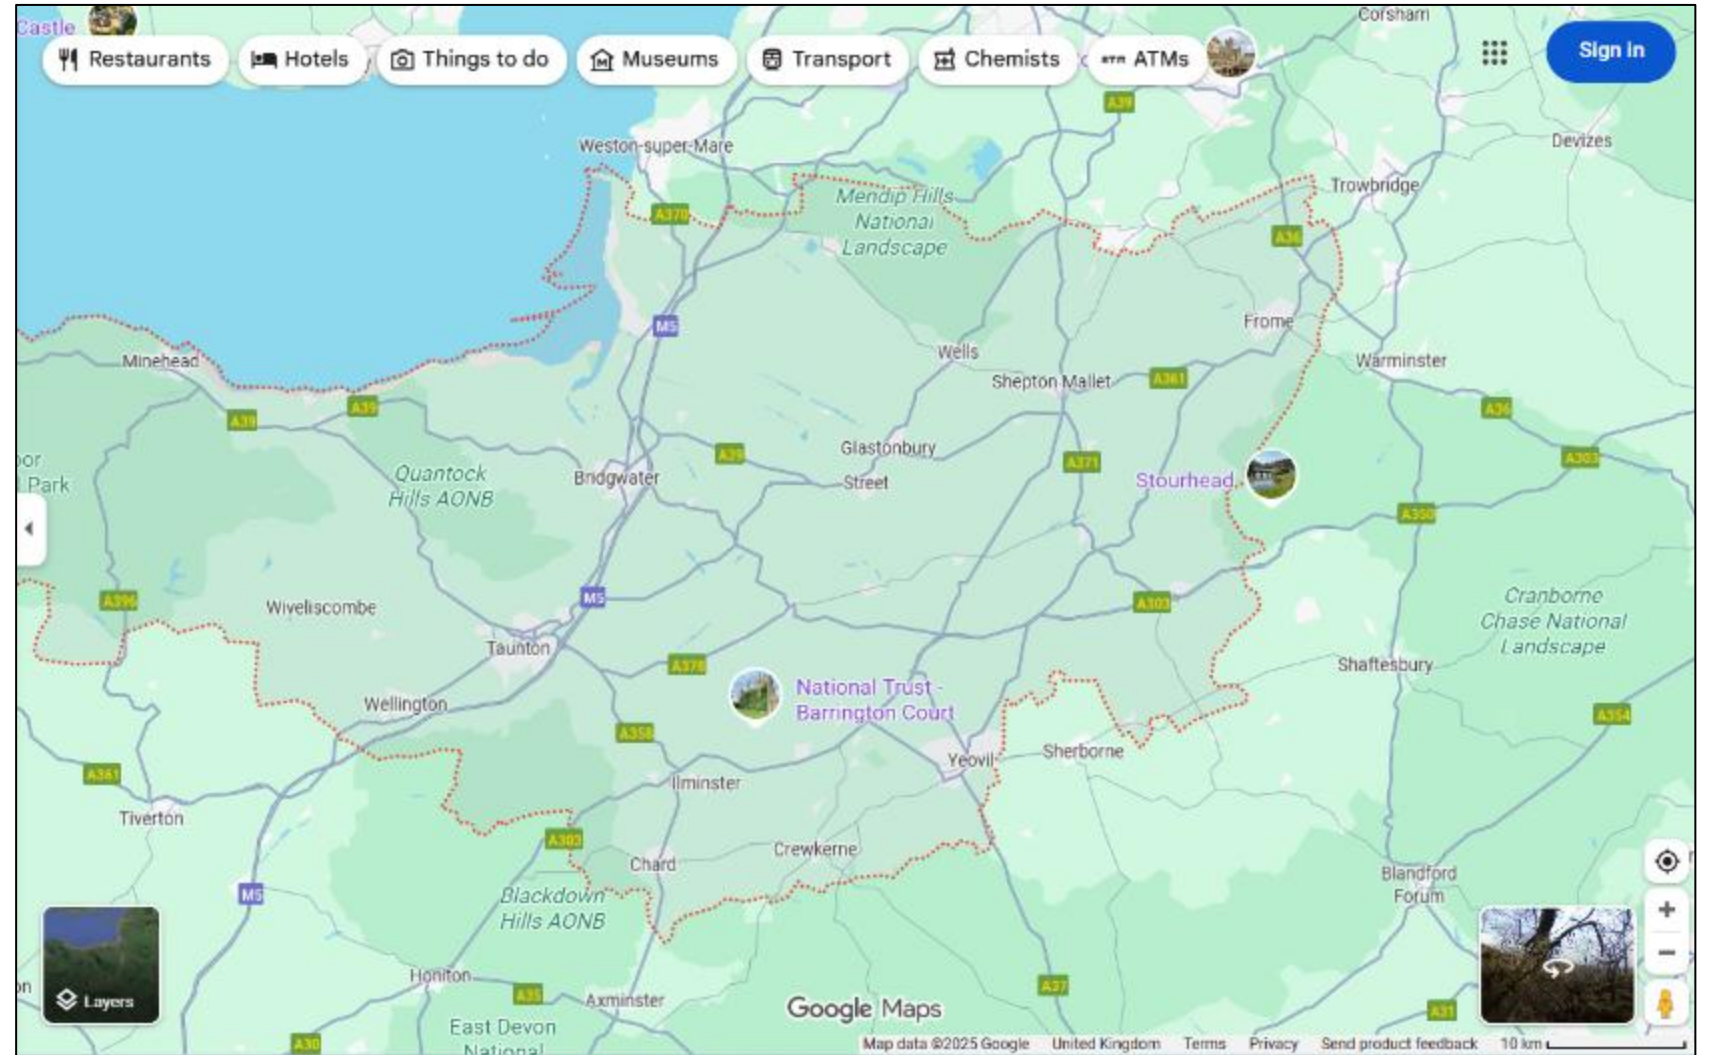 Castle
Corsham
Restaurants
Hotels
Things to do
Museums
Transport
Chemists
ATMs
Sign in
A39
Weston-super-Mare
Devizes
Trowbridge
Mendip Hills
National
Landscape
A370
A36
M5
Frome
Minehead
Wells
Warminster
Shepton Mallet
A361
A39
A39
A36
Glastonbury
A39
A303
A371
Quantock
Hills AONB
Bridgwater
Street
Stourhead
Park
A350
A396
Wiveliscombe
M5
A303
Cranborne
Chase National
Landscape
Taunton
A378
Shaftesbury
National Trust -
Barrington Court
Wellington
A354
A358
Yeovil
Sherborne
A361
Ilminster
Tiverton
A303
Crewkerne
Chard
Blandford
Forum
M5
Blackdown
Hills AONB
Honiton
A35
Axminster
A37
Layers
Google Maps
A31
East Devon
National
A30
Map data ©2025 Google
United Kingdom
Terms
Privacy
Send product feedback
10 km